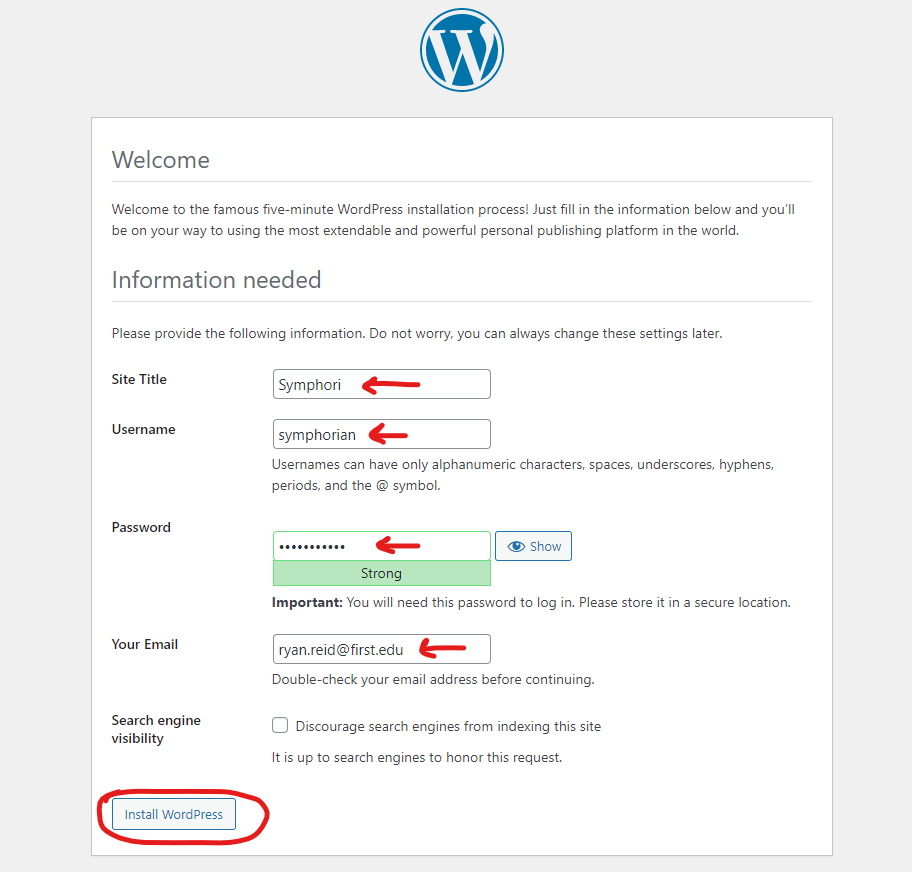 Welcome
Welcome to the famous five-minute WordPress installation process! Just fill in the information below and you'll
be on your way to using the most extendable and powerful personal publishing platform in the world.
Information needed
Please provide the following information. Do not worry, you can always change these settings later.
Site Title
Symphori
Username
symphorian
Usernames can have only alphanumeric characters, spaces, underscores, hyphens,
periods, and the @ symbol.
Password
•••••••••••
Show
Strong
Important: You will need this password to log in. Please store it in a secure location.
Your Email
ryan.reid@first.edu
Double-check your email address before continuing.
Search engine
visibility
Discourage search engines from indexing this site
It is up to search engines to honor this request.
Install WordPress